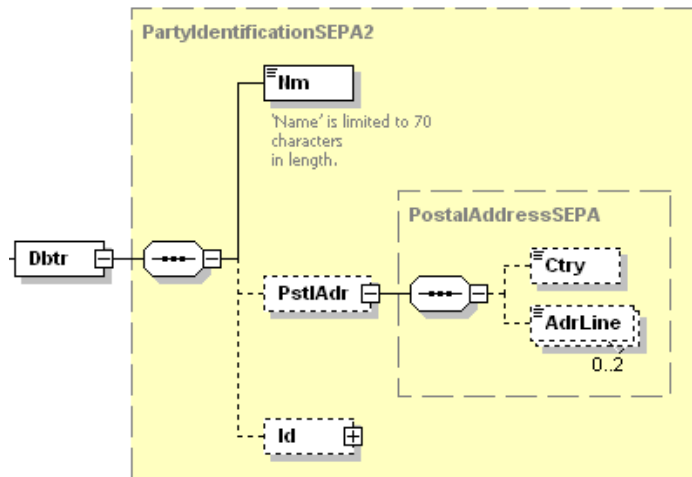 PartyIdentificationSEPA2
Nm
'Name' is limited to 70
characters
in length.
PostalAddressSEPA
Dbtr
Ctry
PstlAdr
AdrLine
0..2
Id